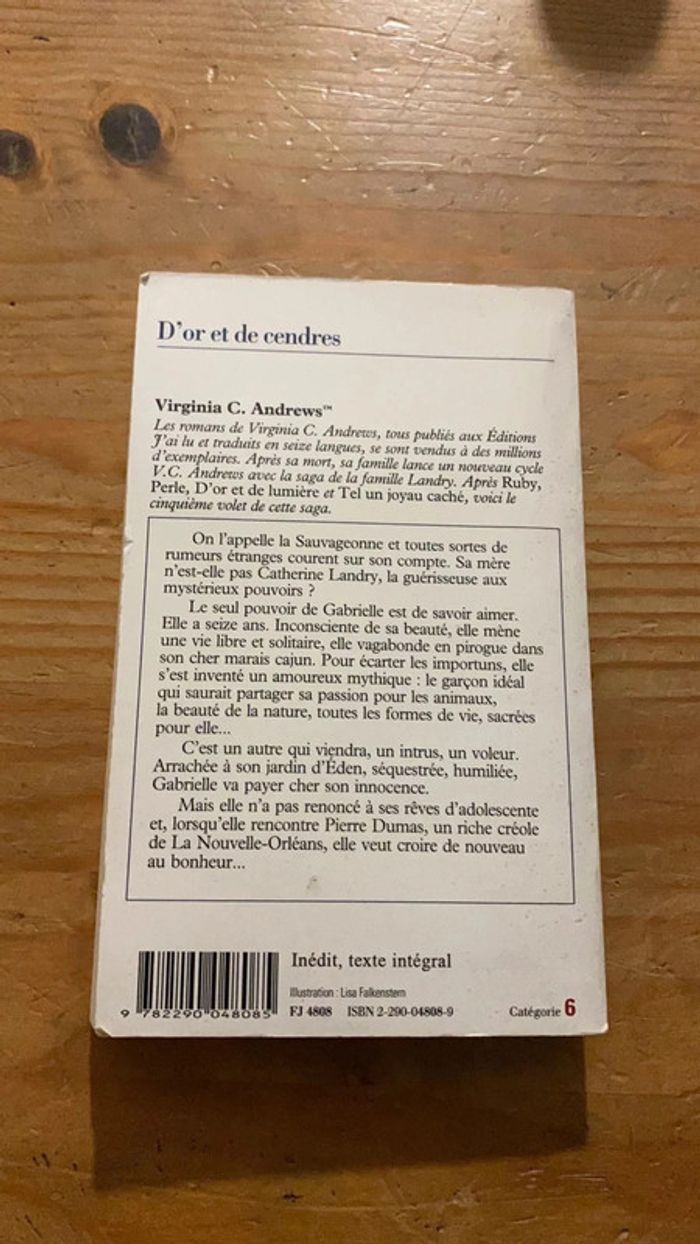 D'or et de cendres
Virginia C. Andrews™
Les romans de Virginia C. Andrews, tous publiés aux Éditions
J'ai lu et traduits en seize langues, se sont vendus à des millions
d'exemplaires. Après sa mort, sa famille lance un nouveau cycle
V.C. Andrews avec la saga de la famille Landry. Après Ruby,
Perle, D'or et de lumière et Tel un joyau caché, voici le
cinquième volet de cette saga.
On l'appelle la Sauvageonne et toutes sortes de
rumeurs étranges courent sur son compte. Sa mère
n'est-elle pas Catherine Landry, la guérisseuse aux
mystérieux pouvoirs ?
Le seul pouvoir de Gabrielle est de savoir aimer.
Elle a seize ans. Inconsciente de sa beauté, elle mène
une vie libre et solitaire, elle vagabonde en pirogue dans
son cher marais cajun. Pour écarter les importuns, elle
s'est inventé un amoureux mythique : le garçon idéal
qui saurait partager sa passion pour les animaux,
la beauté de la nature, toutes les formes de vie, sacrées
pour elle...
C'est un autre qui viendra, un intrus, un voleur.
Arrachée à son jardin d'Éden, séquestrée, humiliée,
Gabrielle va payer cher son innocence.
Mais elle n'a pas renoncé à ses rêves d'adolescente
et, lorsqu'elle rencontre Pierre Dumas, un riche créole
de La Nouvelle-Orléans, elle veut croire de nouveau
au bonheur...
Inédit, texte intégral
Illustration : Lisa Falkenstern
9 782290 048085
FJ 4808 ISBN 2-290-04808-9
Catégorie 6